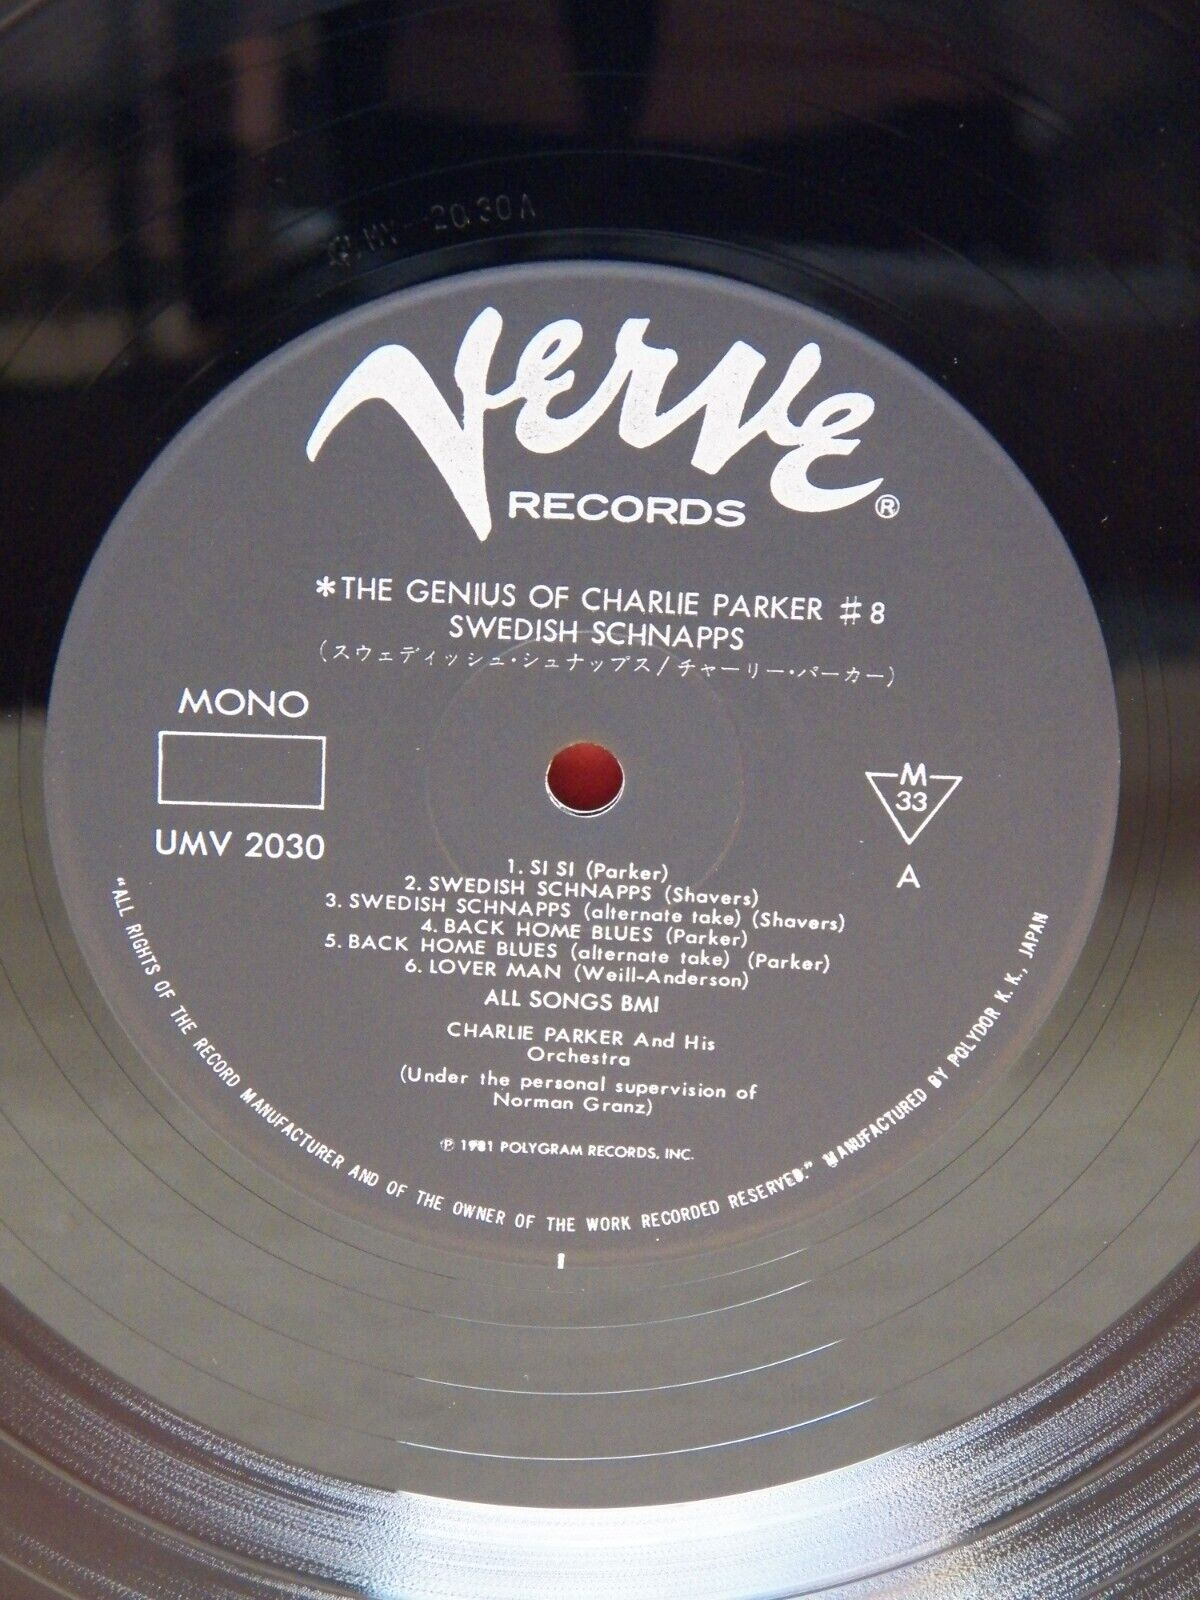 2030A
Verve
RECORDS ®
*THE GENIUS OF CHARLIE PARKER #8
SWEDISH SCHNAPPS
(スウェディッシュ・シュナップス/チャーリー・パーカー)
MONO
UMV 2030
M
33
A
1. SI SI (Parker)
2. SWEDISH SCHNAPPS (Shavers)
3. SWEDISH SCHNAPPS (alternate take) (Shavers)
4. BACK HOME BLUES (Parker)
5. BACK HOME BLUES (alternate take) (Parker)
6. LOVER MAN (Weill-Anderson)
ALL SONGS BMI
CHARLIE PARKER And His
Orchestra
(Under the personal supervision of
Norman Granz)
℗ 1981 POLYGRAM RECORDS, INC.
"ALL RIGHTS OF THE RECORD MANUFACTURER AND OF THE OWNER OF THE WORK RECORDED RESERVED." MANUFACTURED BY POLYDOR K. K., JAPAN